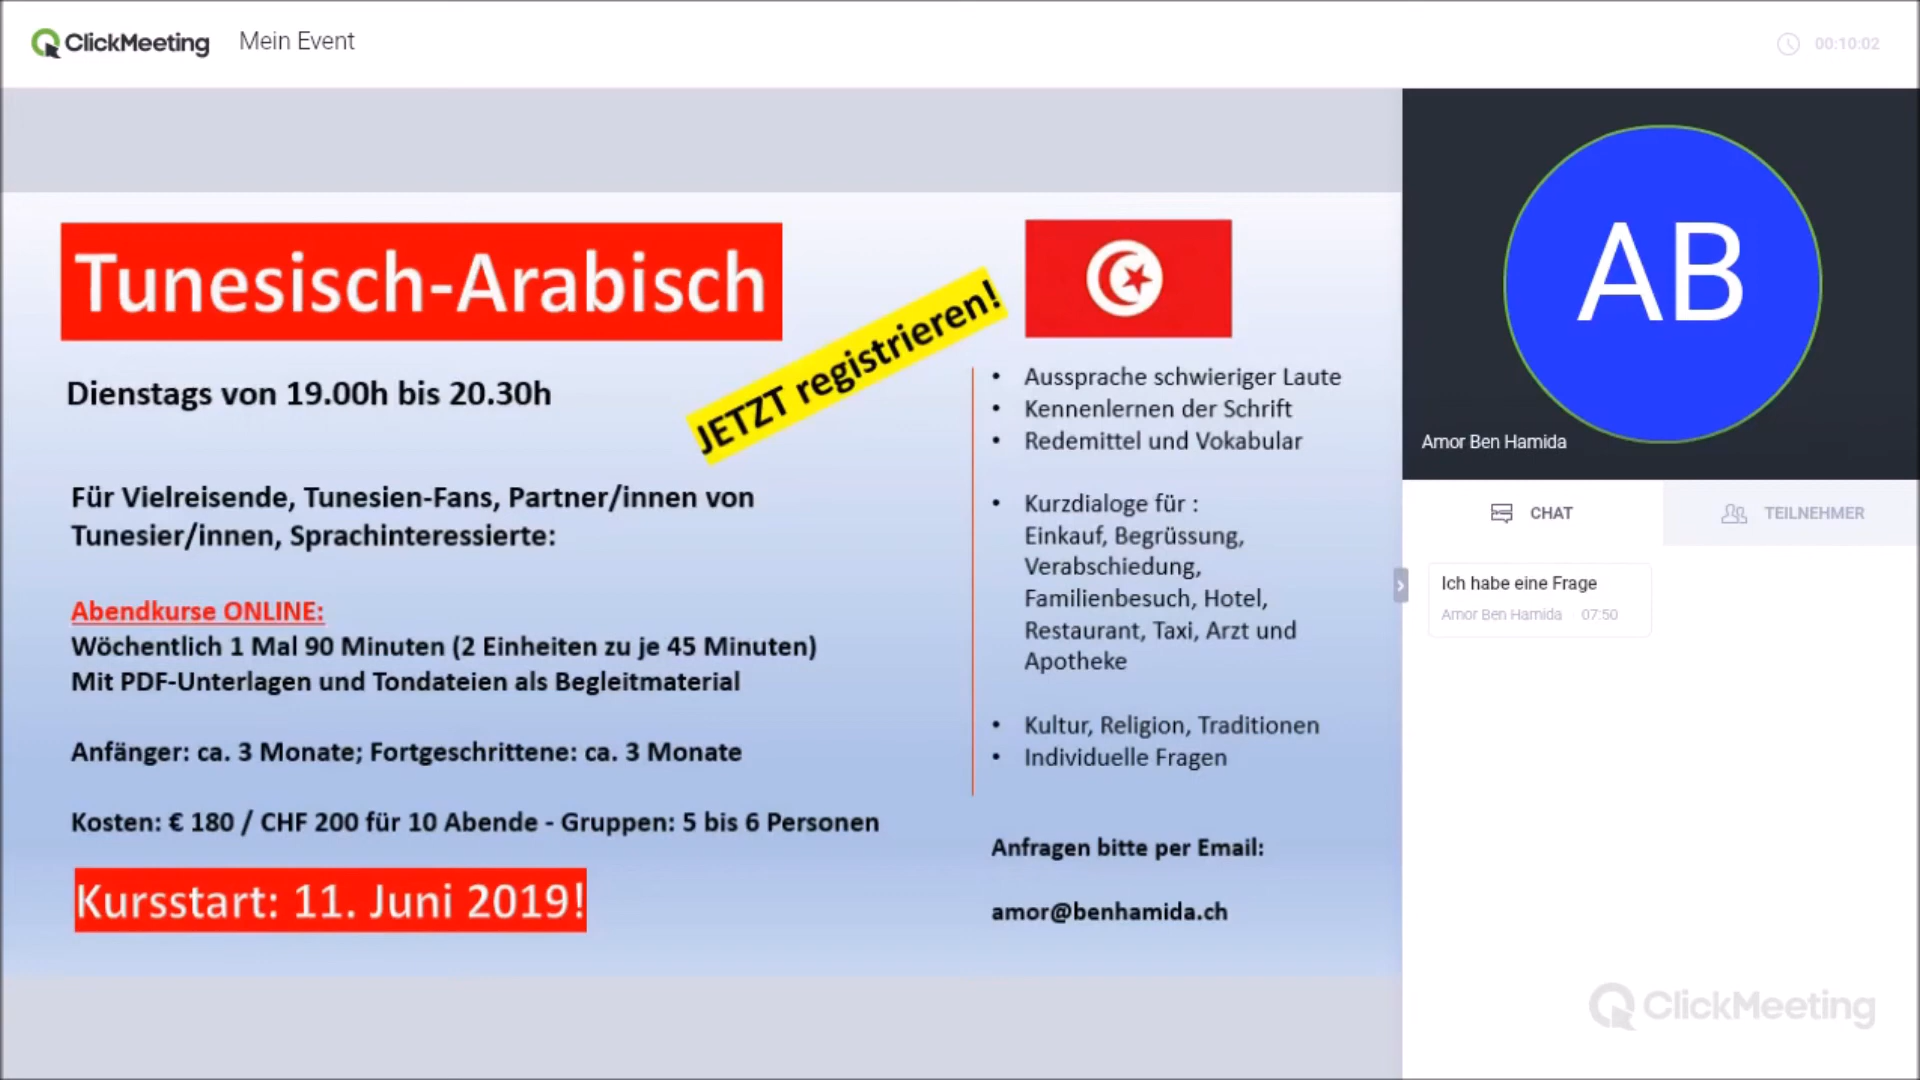 ClickMeeting
Mein Event
00:10:02
Tunesisch-Arabisch
JETZT registrieren!
Dienstags von 19.00h bis 20.30h
Für Vielreisende, Tunesien-Fans, Partner/innen von
Tunesier/innen, Sprachinteressierte:
Abendkurse ONLINE:
Wöchentlich 1 Mal 90 Minuten (2 Einheiten zu je 45 Minuten)
Mit PDF-Unterlagen und Tondateien als Begleitmaterial
Anfänger: ca. 3 Monate; Fortgeschrittene: ca. 3 Monate
Kosten: € 180 / CHF 200 für 10 Abende - Gruppen: 5 bis 6 Personen
Kursstart: 11. Juni 2019!
• Aussprache schwieriger Laute
• Kennenlernen der Schrift
• Redemittel und Vokabular
• Kurzdialoge für :
Einkauf, Begrüssung,
Verabschiedung,
Familienbesuch, Hotel,
Restaurant, Taxi, Arzt und
Apotheke
• Kultur, Religion, Traditionen
• Individuelle Fragen
Anfragen bitte per Email:
amor@benhamida.ch
AB
Amor Ben Hamida
CHAT
TEILNEHMER
Ich habe eine Frage
Amor Ben Hamida 07:50
ClickMeeting